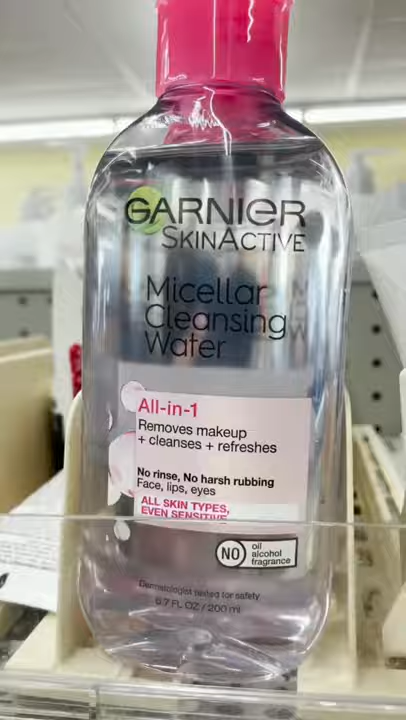 GARNIER
SKINACTIVE
Micellar
Cleansing
Water
All-in-1
Removes makeup
+ cleanses + refreshes
No rinse, No harsh rubbing
Face, lips, eyes
ALL SKIN TYPES,
EVEN SENSITIVE
NO
oil
alcohol
fragrance
Dermatologist tested for safety
6.7 FL OZ / 200 ml